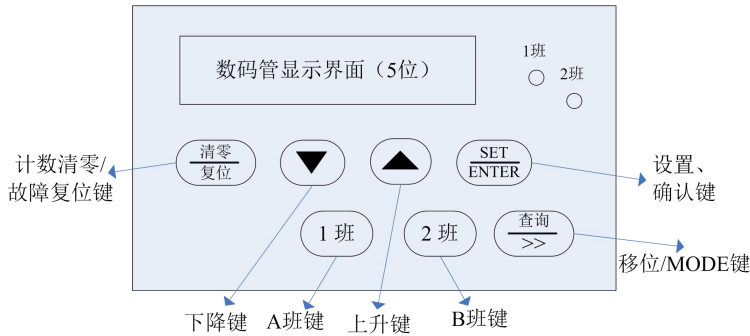 数码管显示界面（5位）
1班
2班
清零
复位
SET
ENTER
计数清零/
故障复位键
设置、
确认键
1 班
2 班
查询
>>
移位/MODE键
下降键
A班键
上升键
B班键